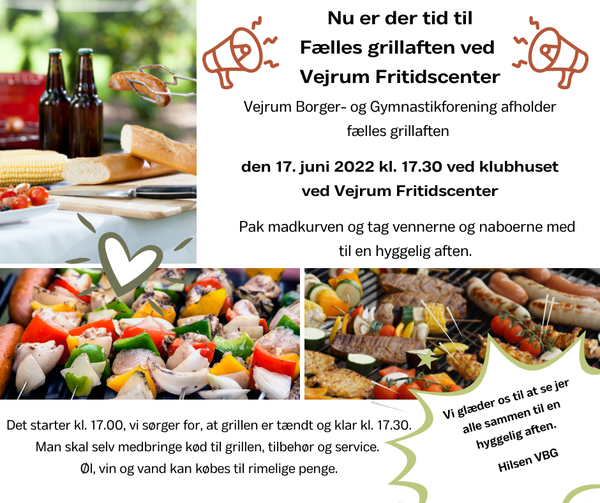 Nu er der tid til
Fælles grillaften ved
Vejrum Fritidscenter
Vejrum Borger- og Gymnastikforening afholder
fælles grillaften
den 17. juni 2022 kl. 17.30 ved klubhuset
ved Vejrum Fritidscenter
Pak madkurven og tag vennerne og naboerne med
til en hyggelig aften.
Det starter kl. 17.00, vi sørger for, at grillen er tændt og klar kl. 17.30.
Man skal selv medbringe kød til grillen, tilbehør og service.
Øl, vin og vand kan købes til rimelige penge.
Vi glæder os til at se jer
alle sammen til en
hyggelig aften.
Hilsen VBG